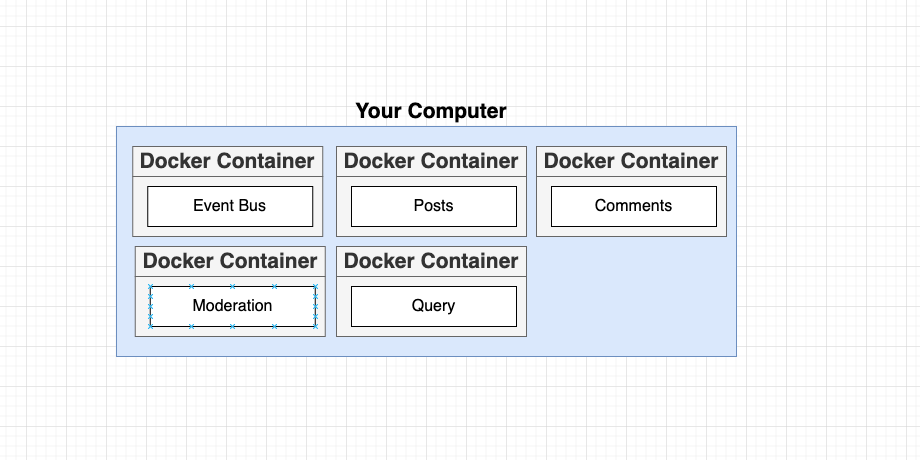 Your Computer
Docker Container
Docker Container
Docker Container
Event Bus
Posts
Comments
Docker Container
Docker Container
Moderation
Query